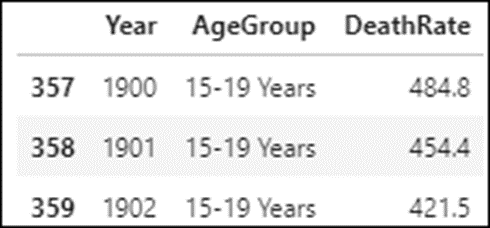 Year AgeGroup DeathRate
357 1900 15-19 Years 484.8
358 1901 15-19 Years 454.4
359 1902 15-19 Years 421.5